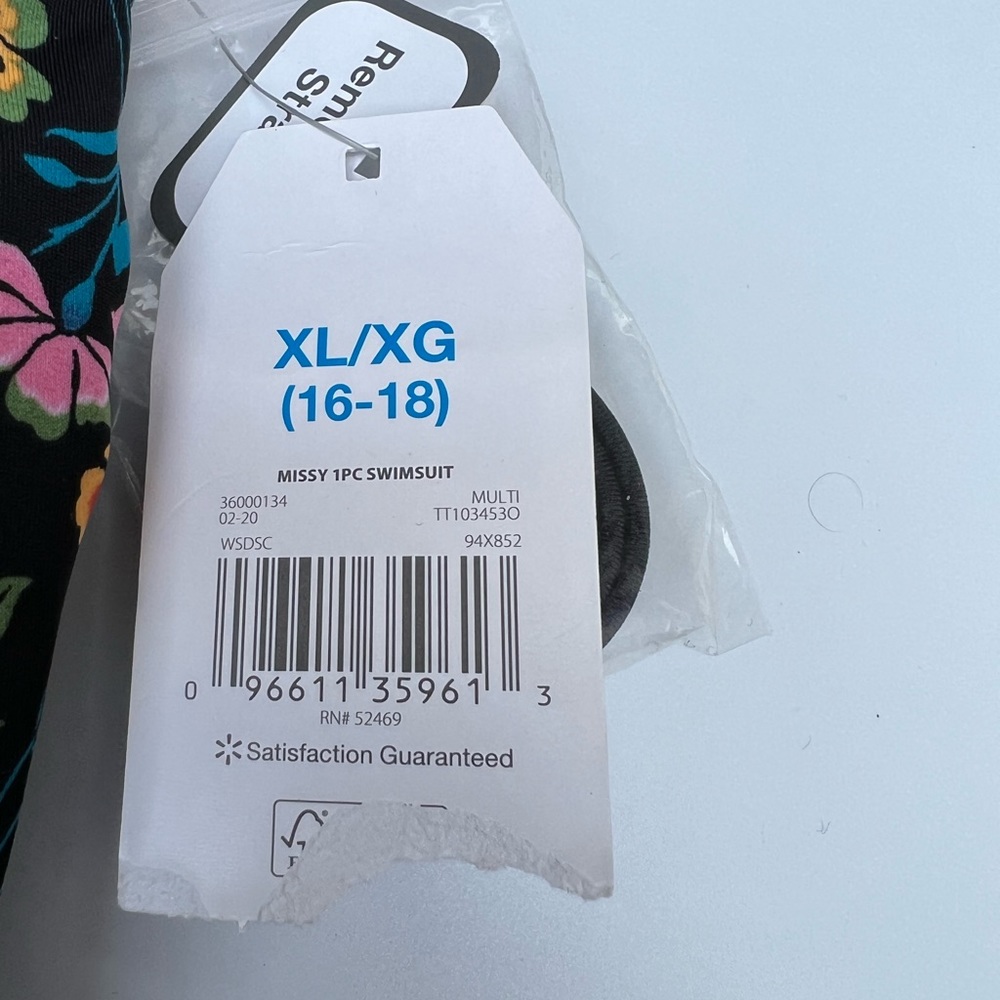 XL/XG
(16-18)
MISSY 1PC SWIMSUIT
36000134 MULTI
02-20 TT103453O
WSDSC 94X852
0 96611 35961 3
RN# 52469
Satisfaction Guaranteed